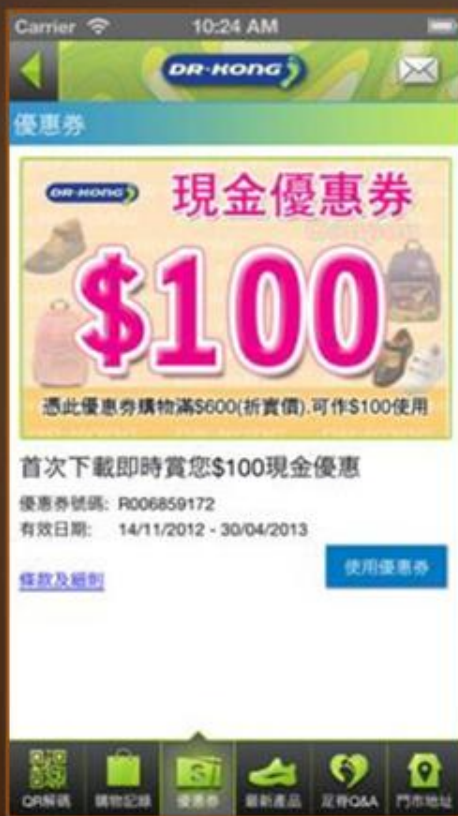 Carrier 10:24 AM
DR·KONG
優惠券
DR·KONG 現金優惠券
$100
憑此優惠券購物滿$600(折實價).可作$100使用
首次下載即時賞您$100現金優惠
優惠券號碼: R006859172
有效日期: 14/11/2012 - 30/04/2013
條款及細則 使用優惠券
QR解碼 購物記錄 優惠券 最新產品 足脊Q&A 門市地址